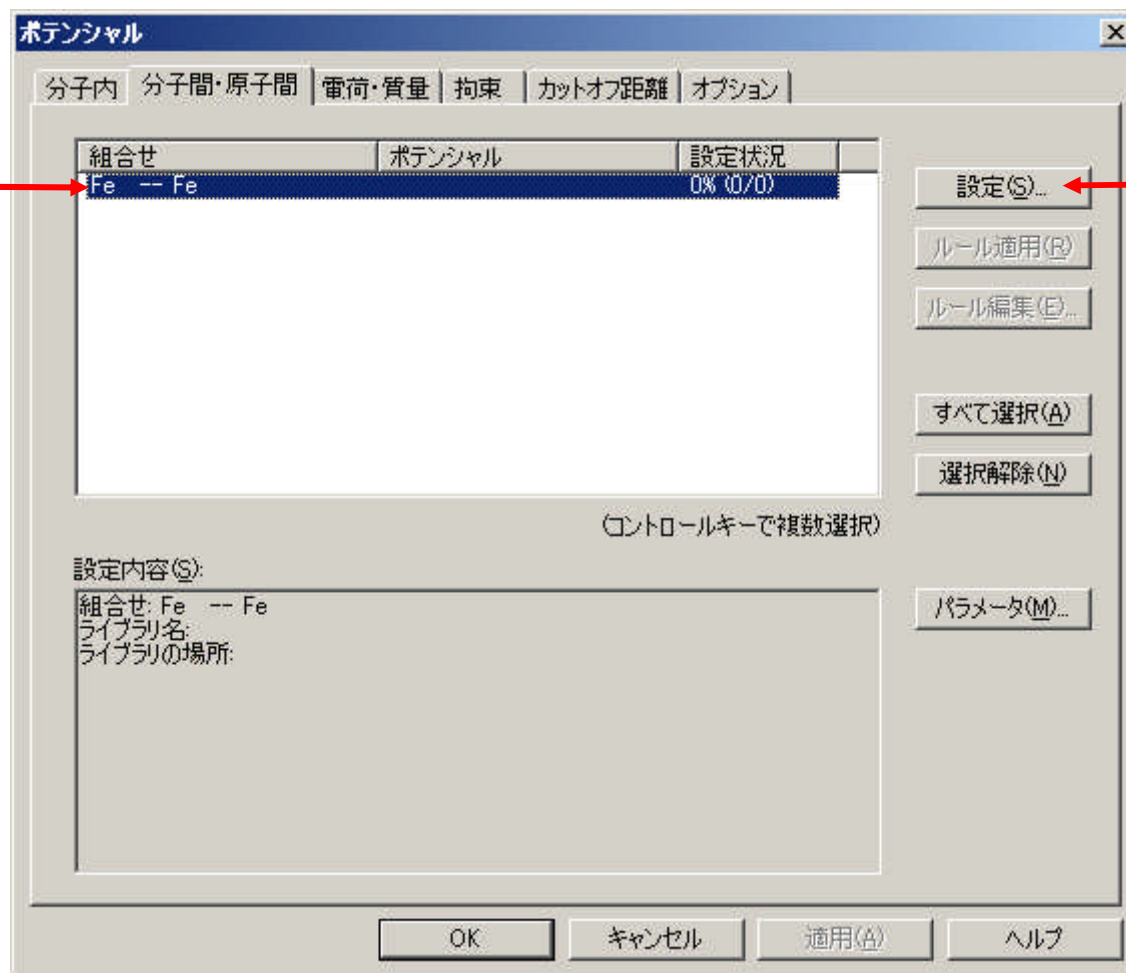 ポテンシャル
分子内 分子間・原子間 電荷・質量 拘束 カットオフ距離 オプション
組合せ ポテンシャル 設定状況
Fe -- Fe 0% (0/0)
設定(S)...
ルール適用(R)
ルール編集(E)...
すべて選択(A)
選択解除(N)
(コントロールキーで複数選択)
設定内容(S):
組合せ: Fe -- Fe
ライブラリ名:
ライブラリの場所:
パラメータ(M)...
OK キャンセル 適用(A) ヘルプ